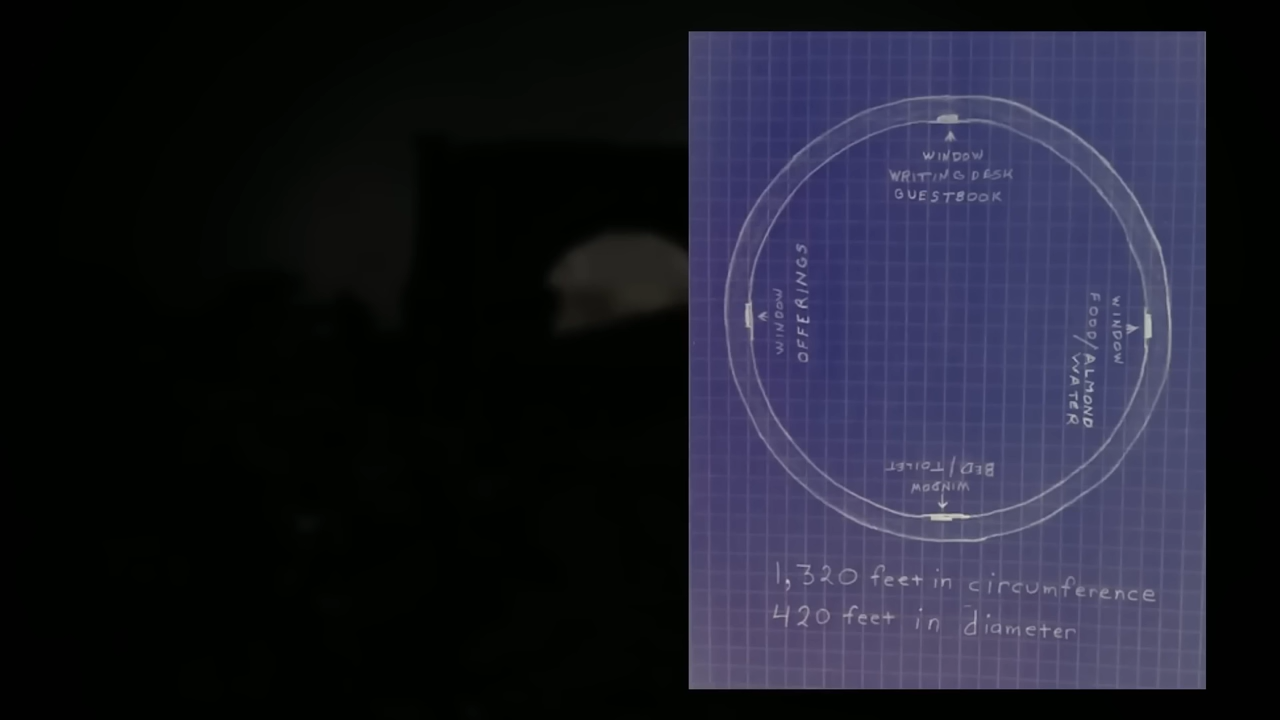 WINDOW
WRITING DESK
GUESTBOOK
WINDOW
OFFERINGS
WINDOW
FOOD/ALMOND
WATER
BED/TOILET
WINDOW
1,320 feet in circumference
420 feet in diameter